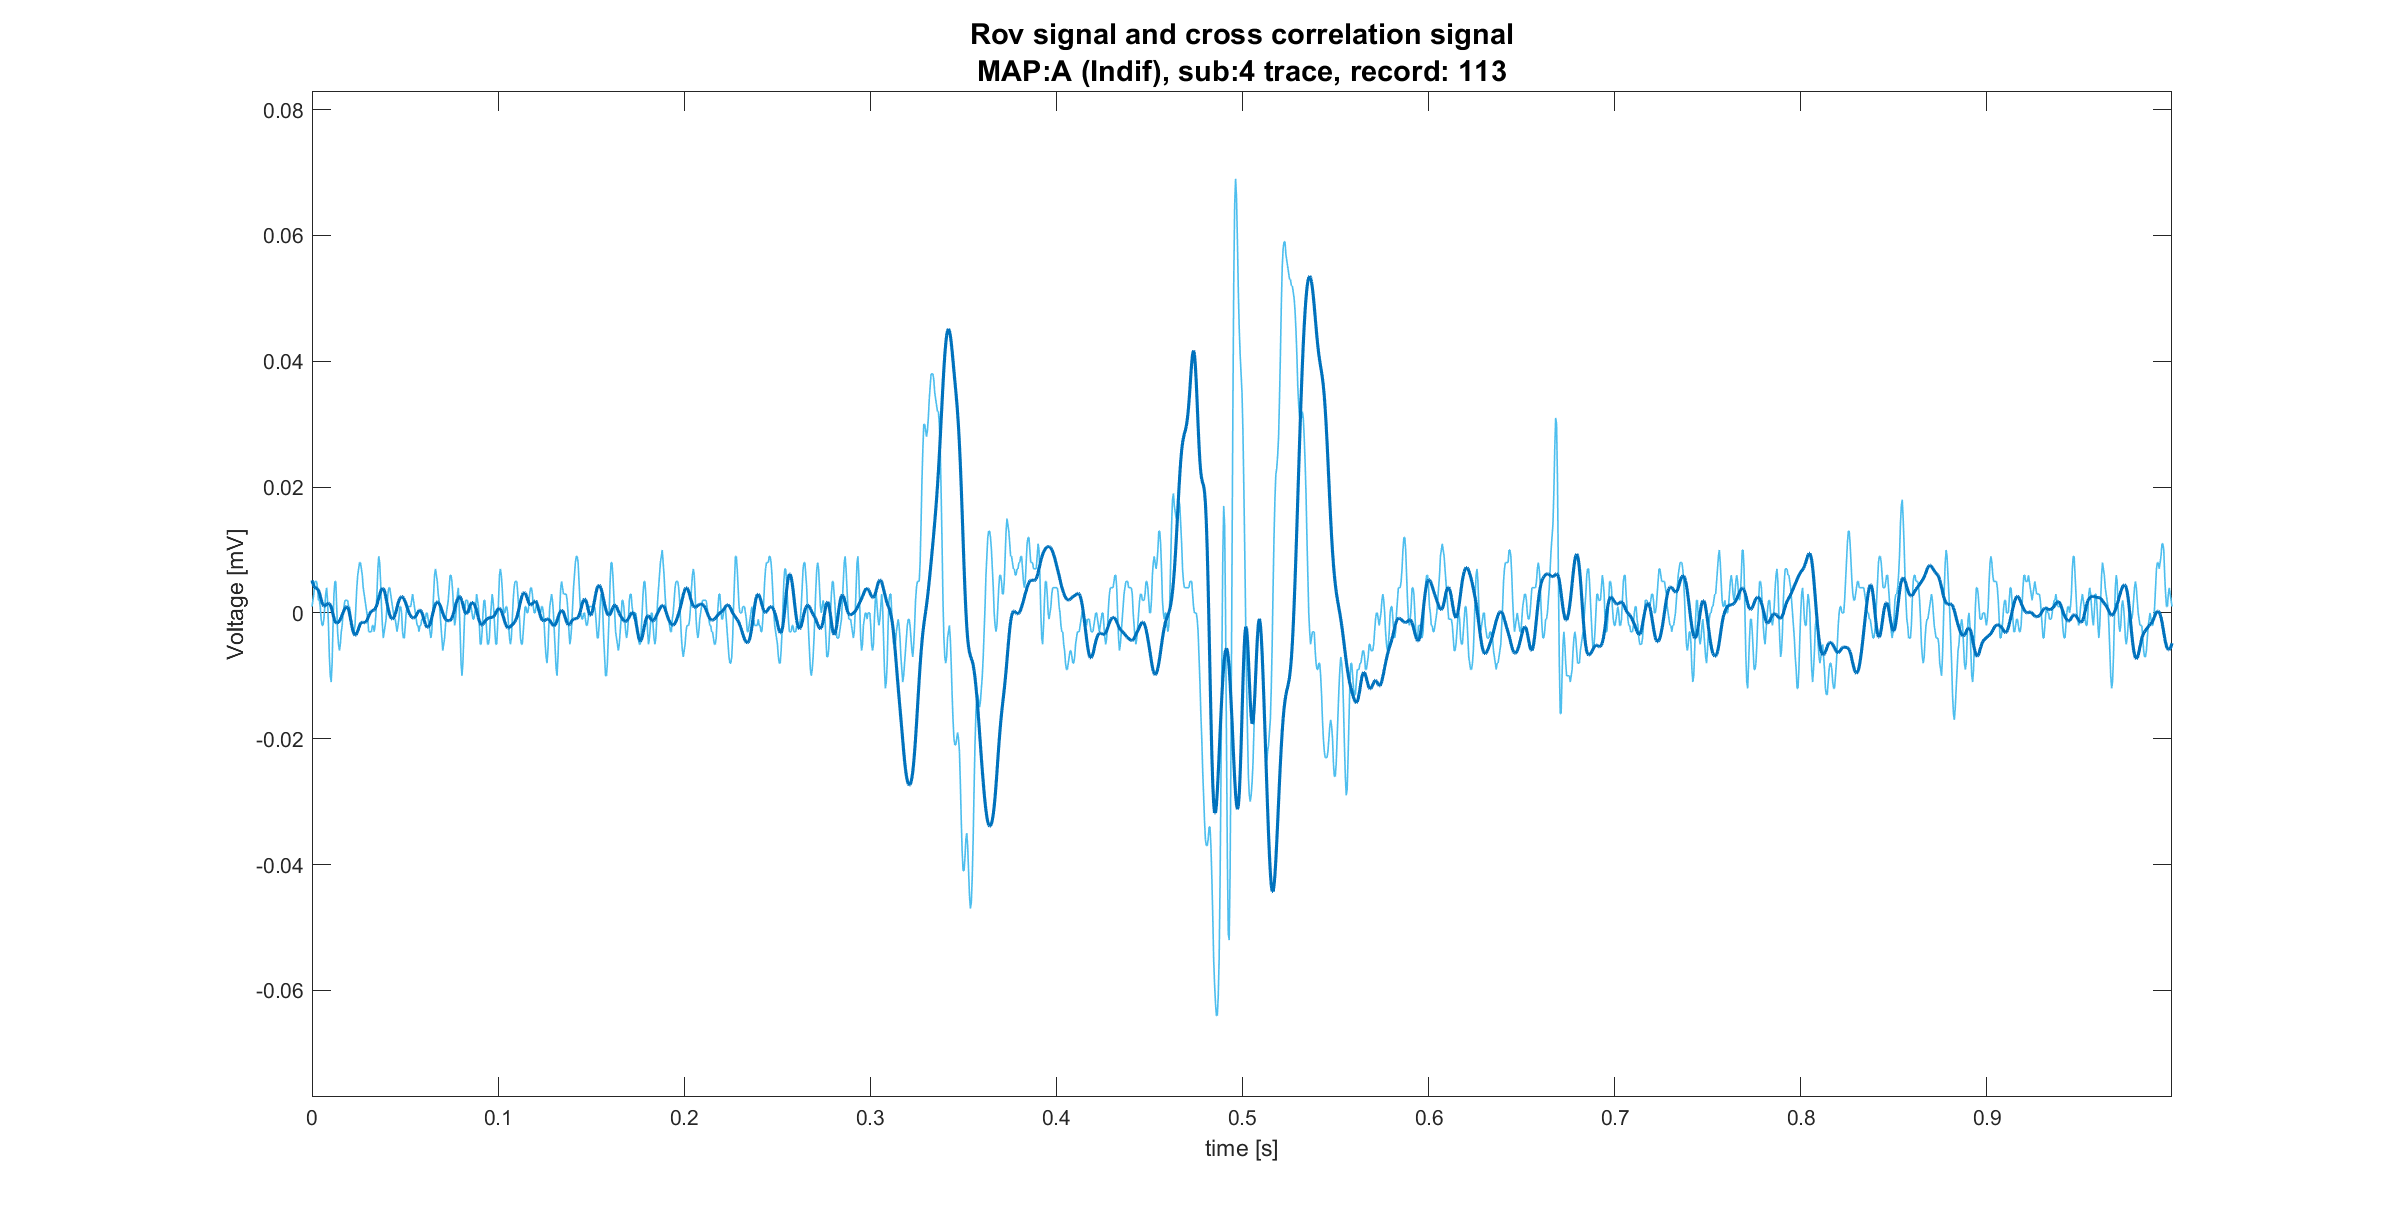 Rov signal and cross correlation signal
MAP:A (Indif), sub:4 trace, record: 113
0.08
0.06
0.04
0.02
0
-0.02
-0.04
-0.06
Voltage [mV]
0 0.1 0.2 0.3 0.4 0.5 0.6 0.7 0.8 0.9
time [s]